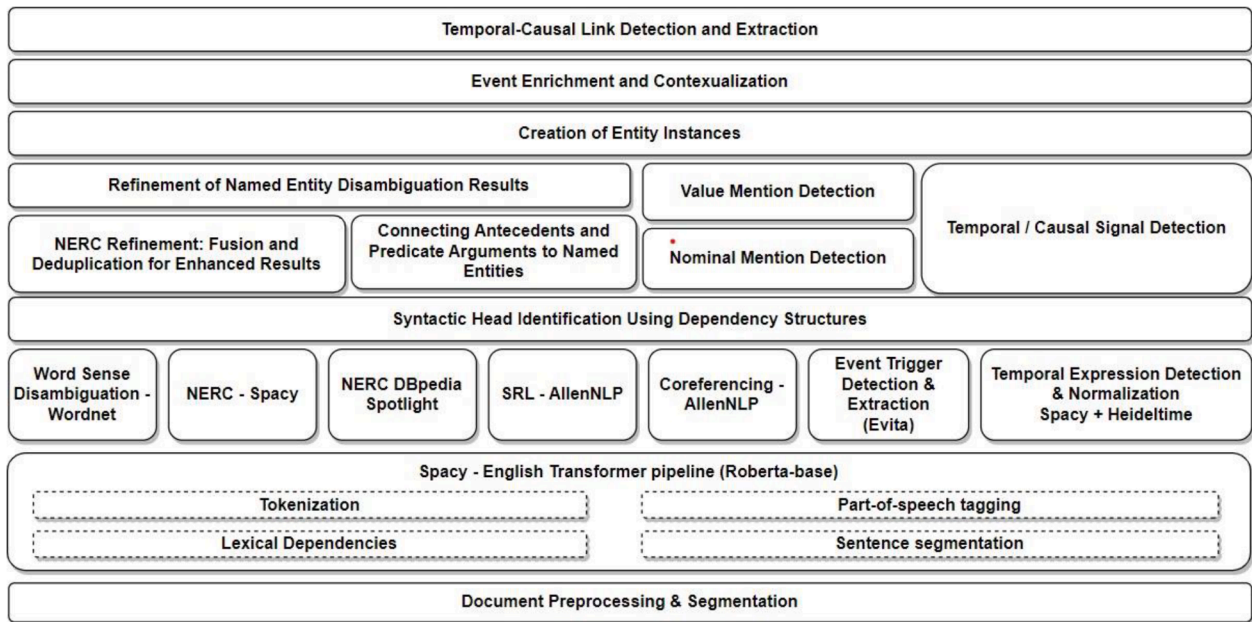 Temporal-Causal Link Detection and Extraction
Event Enrichment and Contexualization
Creation of Entity Instances
Refinement of Named Entity Disambiguation Results
Value Mention Detection
Temporal / Causal Signal Detection
NERC Refinement: Fusion and
Deduplication for Enhanced Results
Connecting Antecedents and
Predicate Arguments to Named
Entities
Nominal Mention Detection
Syntactic Head Identification Using Dependency Structures
Word Sense
Disambiguation -
Wordnet
NERC - Spacy
NERC DBpedia
Spotlight
SRL - AllenNLP
Coreferencing -
AllenNLP
Event Trigger
Detection &
Extraction
(Evita)
Temporal Expression Detection
& Normalization
Spacy + Heideltime
Spacy - English Transformer pipeline (Roberta-base)
Tokenization
Part-of-speech tagging
Lexical Dependencies
Sentence segmentation
Document Preprocessing & Segmentation